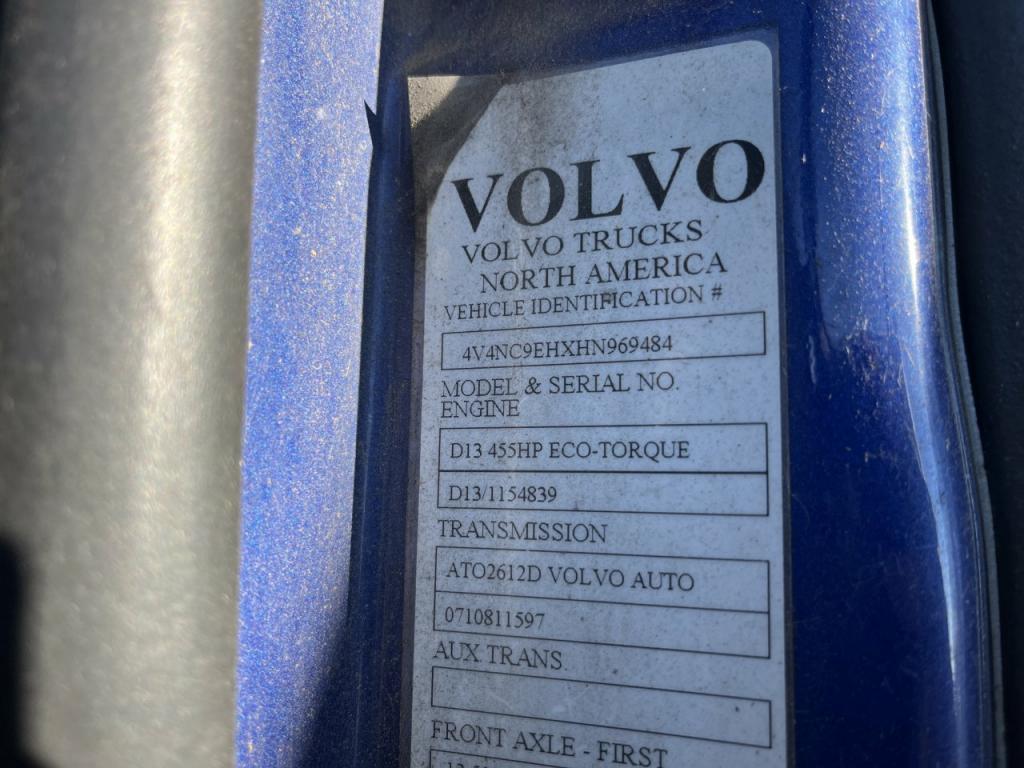 VOLVO
VOLVO TRUCKS
NORTH AMERICA
VEHICLE IDENTIFICATION #
4V4NC9EHXHN969484
MODEL & SERIAL NO.
ENGINE
D13 455HP ECO-TORQUE
D13/1154839
TRANSMISSION
ATO2612D VOLVO AUTO
0710811597
AUX TRANS
FRONT AXLE - FIRST